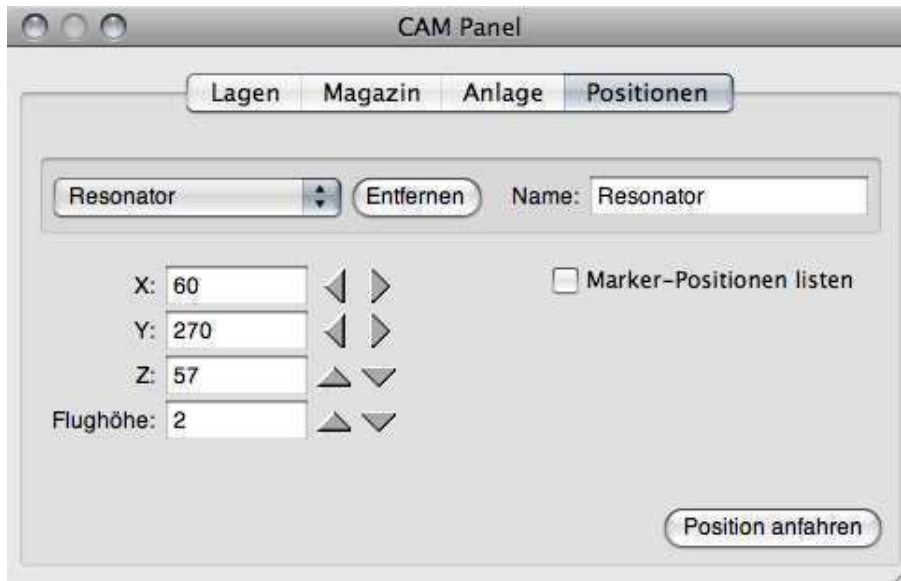 CAM Panel
Lagen Magazin Anlage Positionen
Resonator Entfernen Name: Resonator
X: 60 Marker-Positionen listen
Y: 270
Z: 57
Flughöhe: 2
Position anfahren